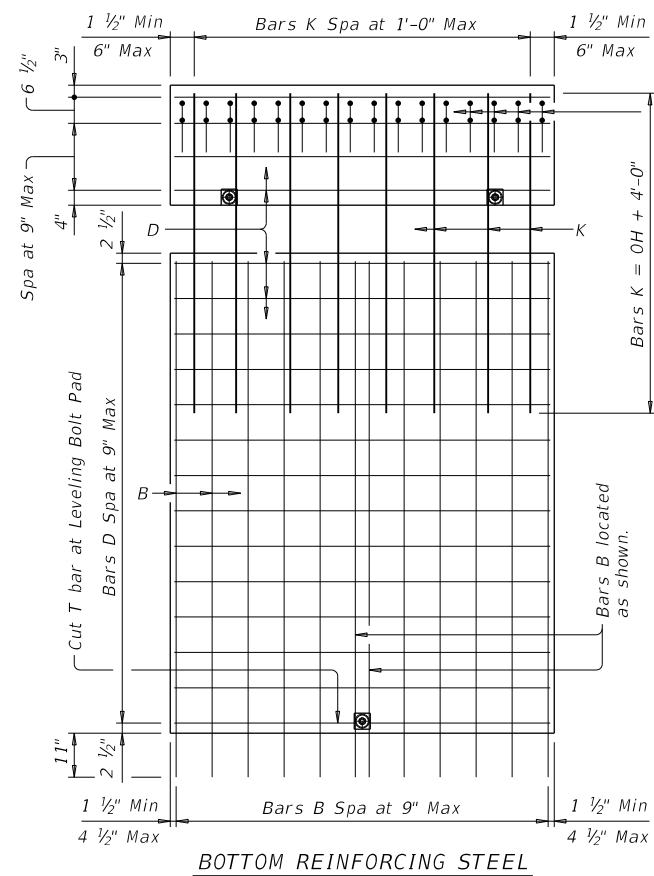 1 ½" Min
6" Max
Bars K Spa at 1'-0" Max
1 ½" Min
6" Max
3"
6 ½"
Spa at 9" Max
4"
2 ½"
D
K
Bars K = OH + 4'-0"
Cut T bar at Leveling Bolt Pad
Bars D Spa at 9" Max
B
Bars B located
as shown.
11"
2 ½"
1 ½" Min
4 ½" Max
Bars B Spa at 9" Max
1 ½" Min
4 ½" Max
BOTTOM REINFORCING STEEL